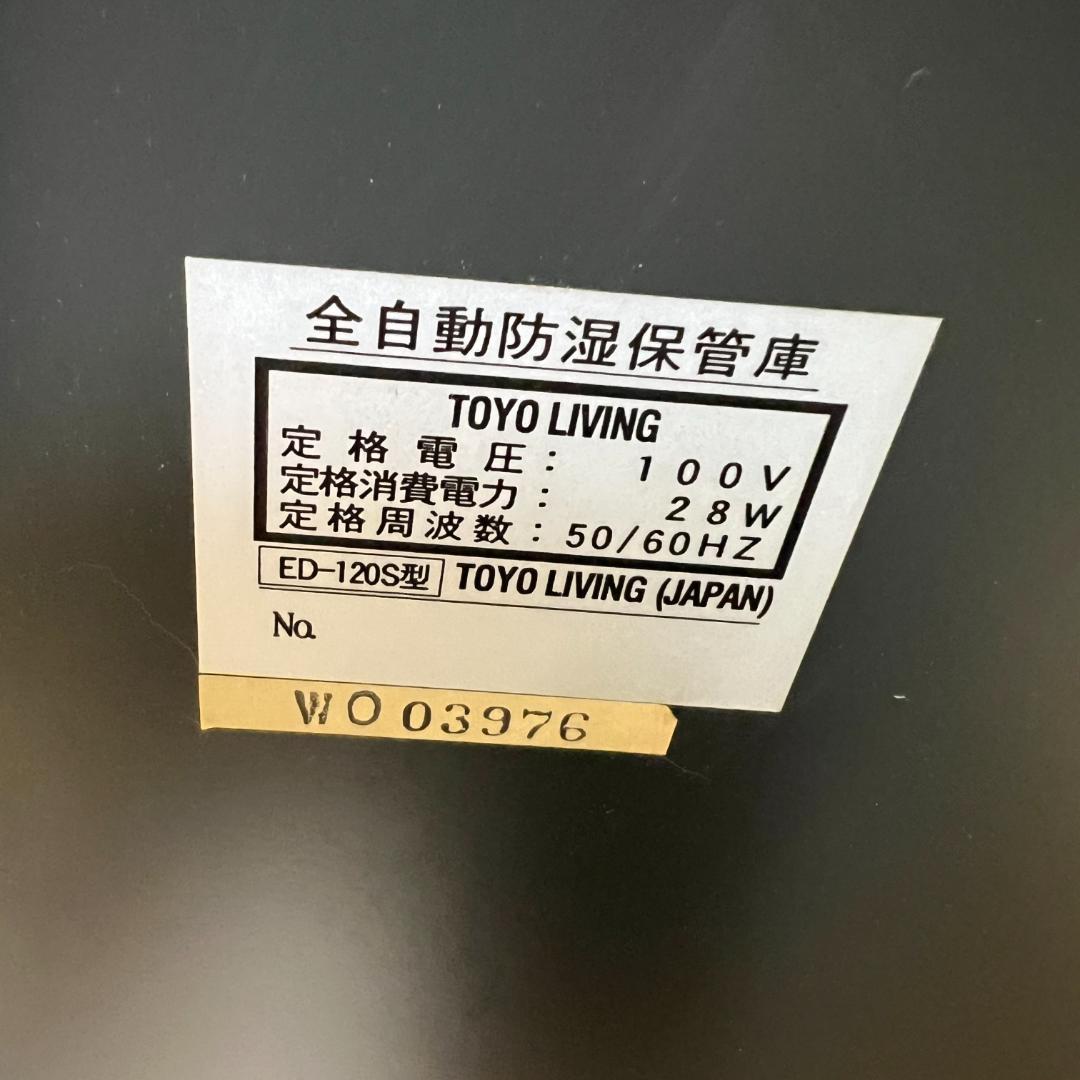 全自動防湿保管庫
TOYO LIVING
定格電圧: 100V
定格消費電力: 28W
定格周波数: 50/60HZ
ED-120S型 TOYO LIVING (JAPAN)
No.
WO 03976